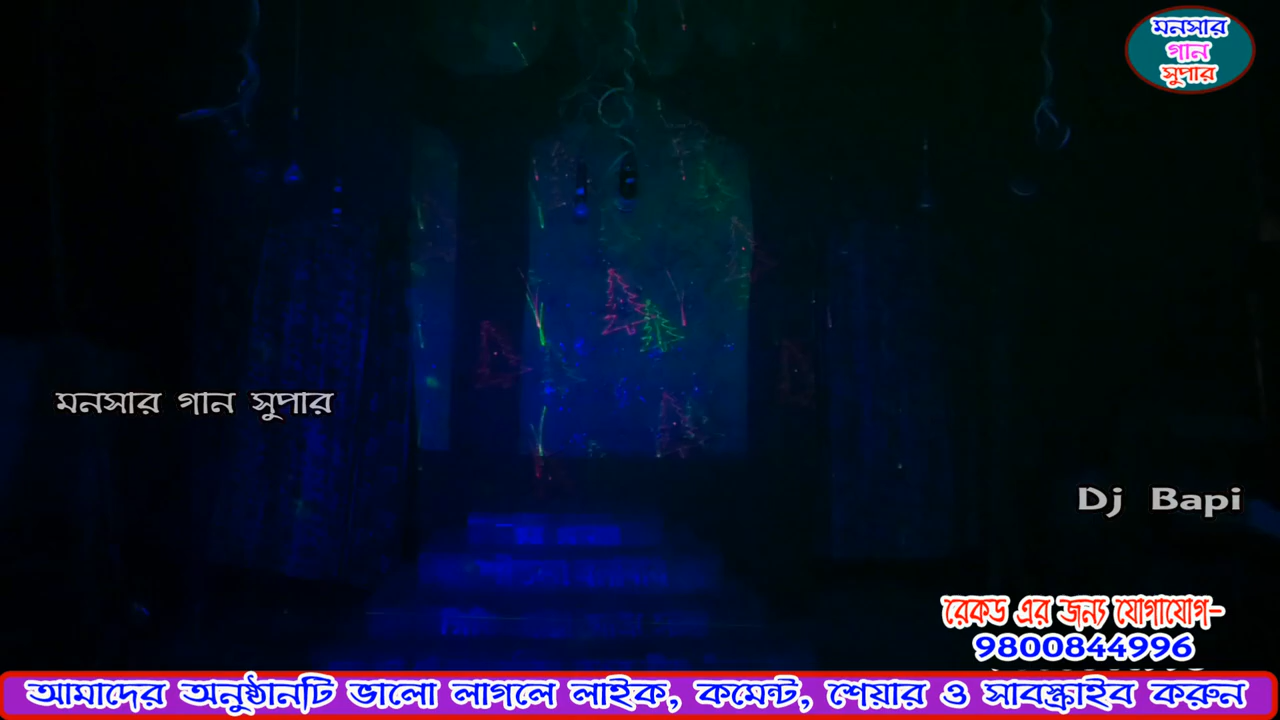 মনসার
গান
সুপার
মনসার গান সুপার
Dj Bapi
রেকড এর জন্য যোগাযোগ-
9800844996
আমাদের অনুষ্ঠানটি ভালো লাগলে লাইক, কমেন্ট, শেয়ার ও সাবস্ক্রাইব করুন